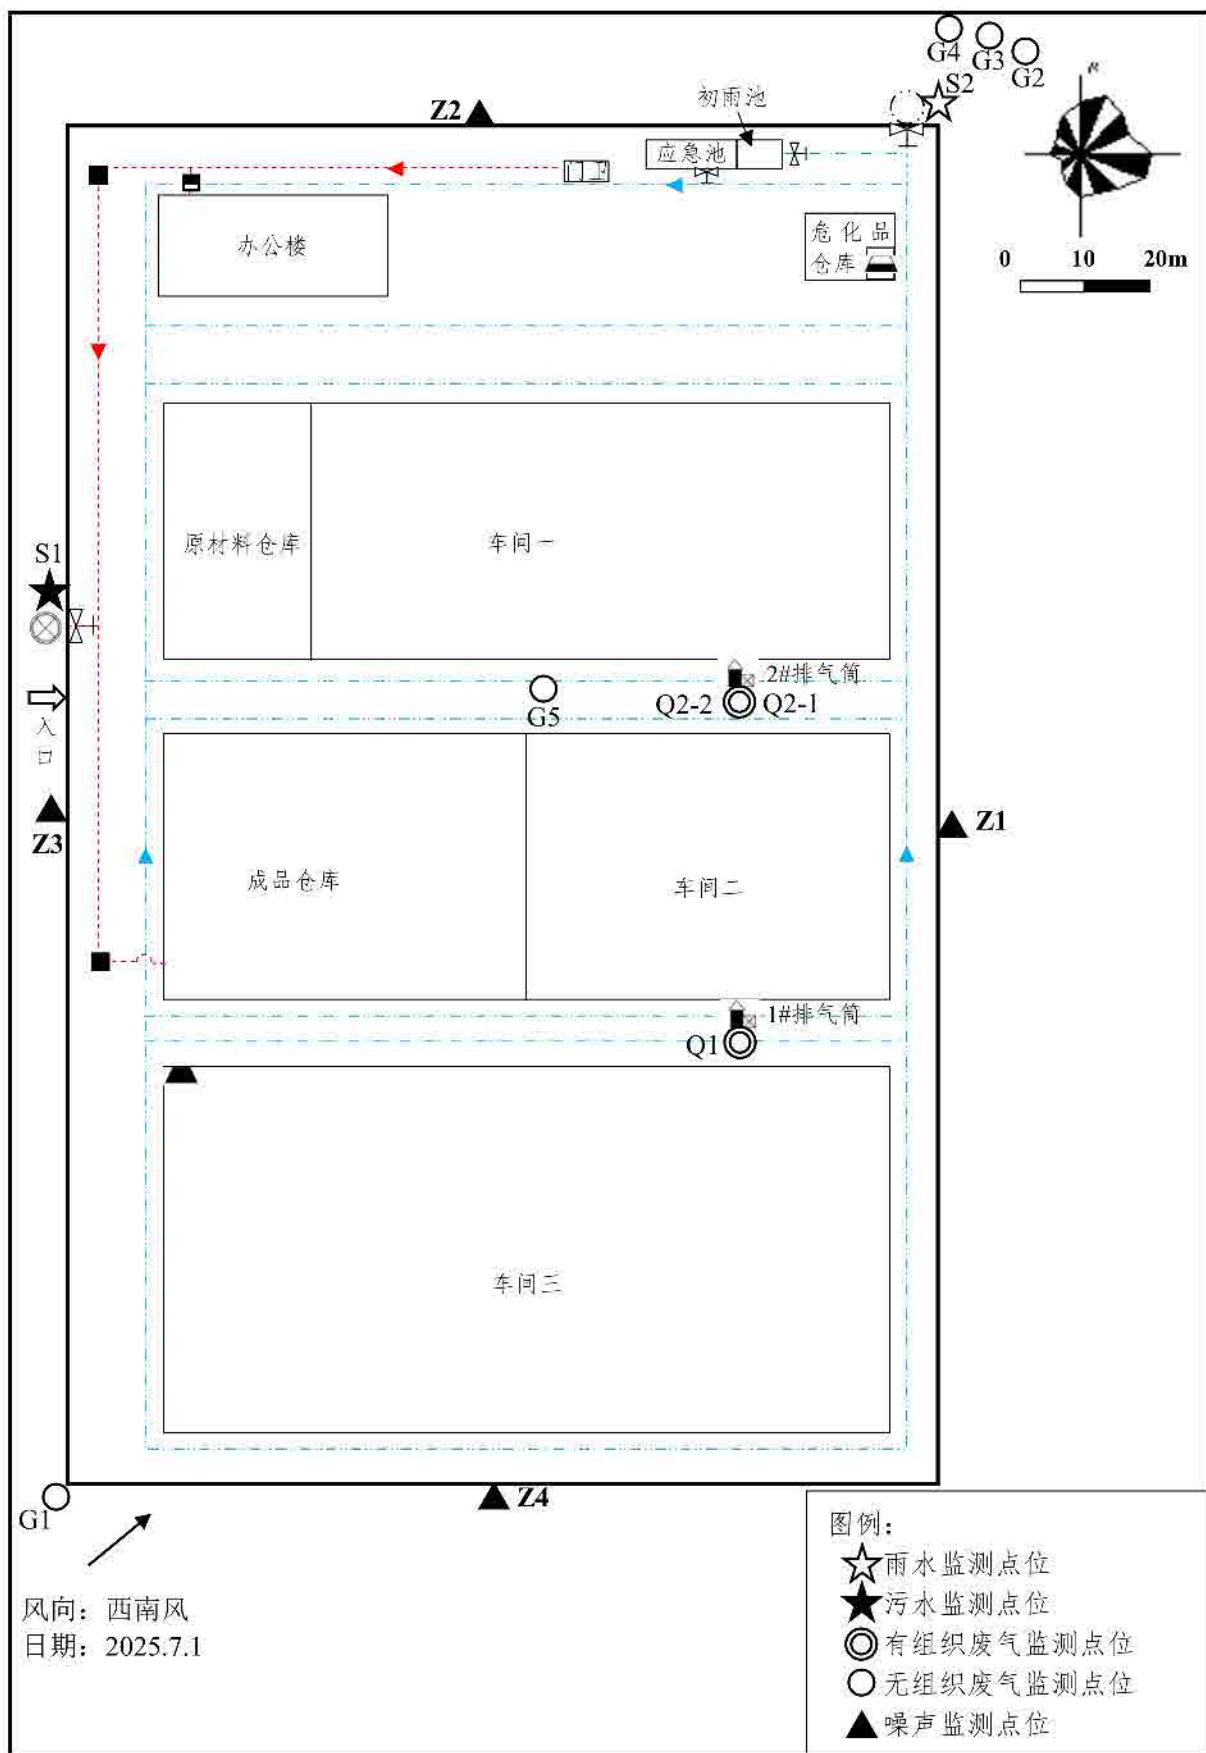 G4
G3
G2
S2
初雨池
Z2
应急池
办公楼
危化品
仓库
0 10 20m
原材料仓库
车间一
S1
2#排气筒
Q2-2
Q2-1
G5
入
口
Z3
Z1
成品仓库
车间二
1#排气筒
Q1
车间三
G1
Z4
风向：西南风
日期：2025.7.1
图例：
雨水监测点位
污水监测点位
有组织废气监测点位
无组织废气监测点位
噪声监测点位